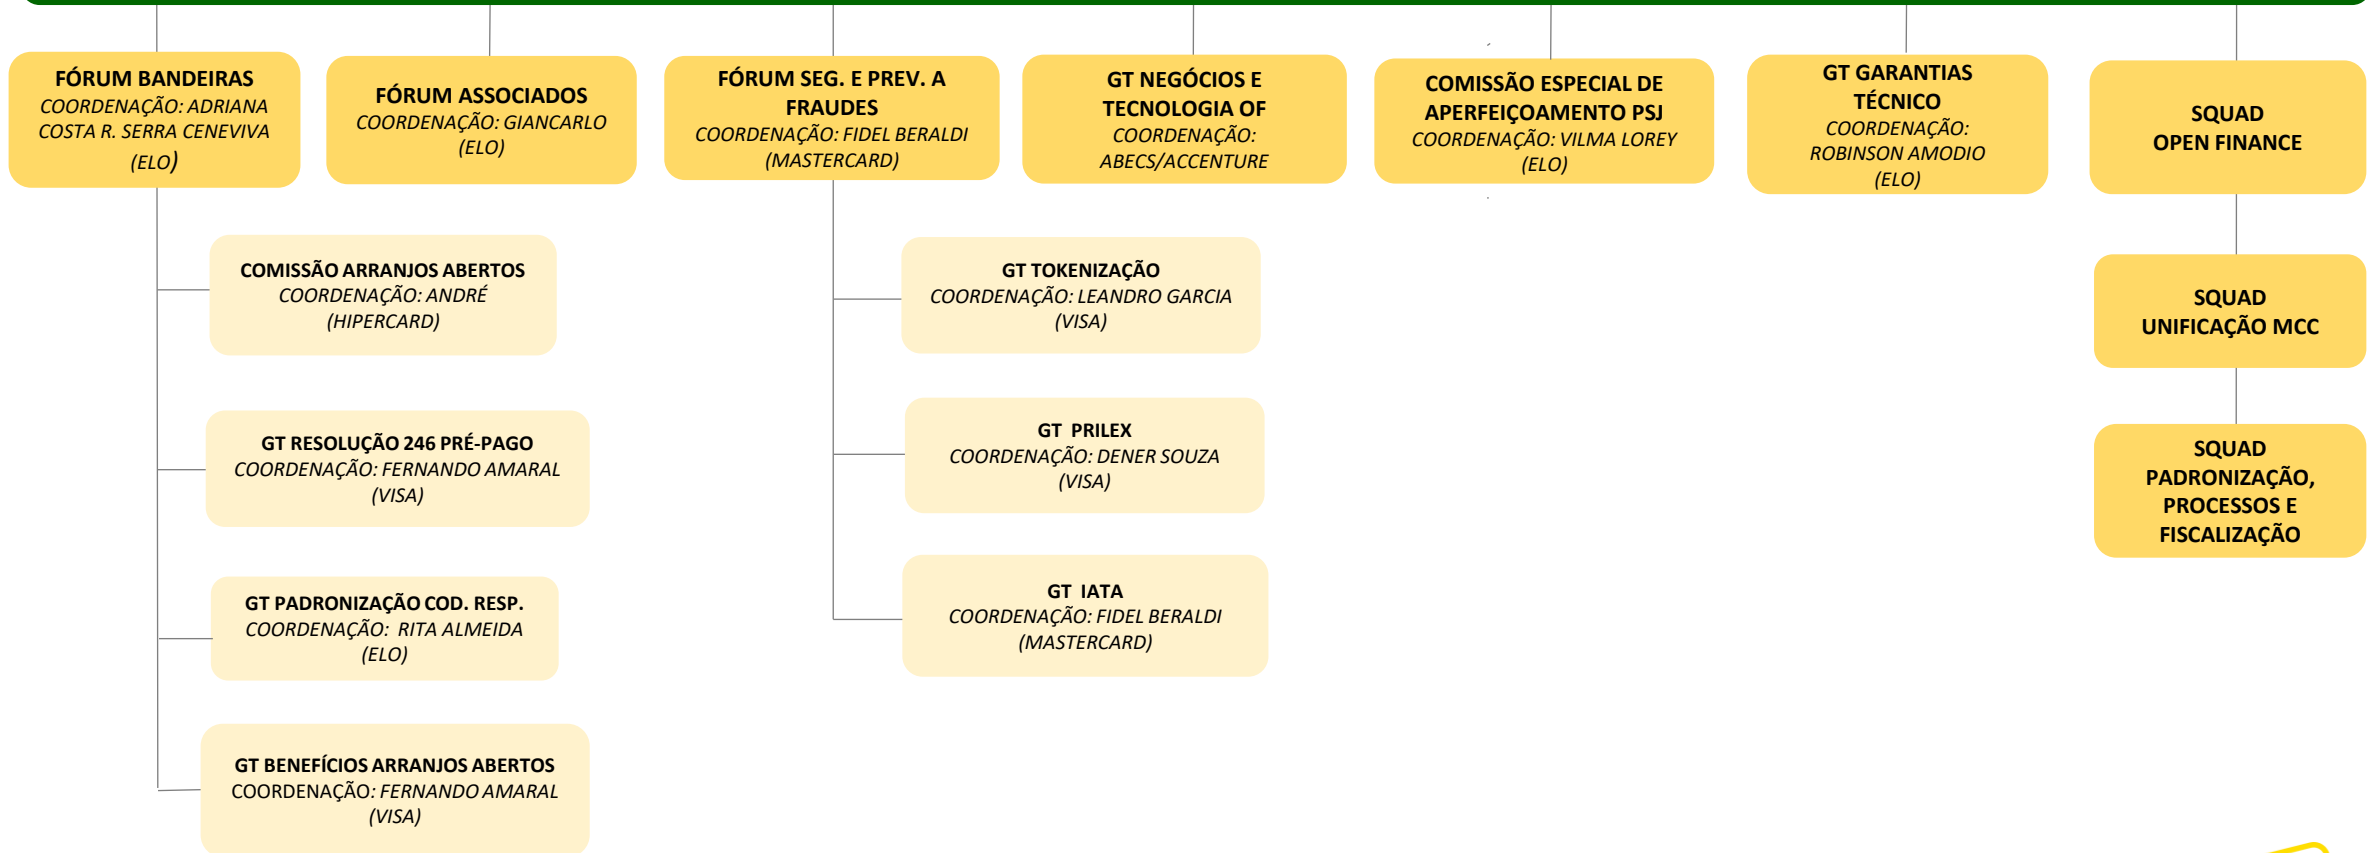 FÓRUM BANDEIRAS
COORDENAÇÃO: ADRIANA
COSTA R. SERRA CENEVIVA
(ELO)
FÓRUM ASSOCIADOS
COORDENAÇÃO: GIANCARLO
(ELO)
FÓRUM SEG. E PREV. A
FRAUDES
COORDENAÇÃO: FIDEL BERALDI
(MASTERCARD)
GT NEGÓCIOS E
TECNOLOGIA OF
COORDENAÇÃO:
ABECS/ACCENTURE
COMISSÃO ESPECIAL DE
APERFEIÇOAMENTO PSJ
COORDENAÇÃO: VILMA LOREY
(ELO)
GT GARANTIAS
TÉCNICO
COORDENAÇÃO:
ROBINSON AMODIO
(ELO)
SQUAD
OPEN FINANCE
COMISSÃO ARRANJOS ABERTOS
COORDENAÇÃO: ANDRÉ
(HIPERCARD)
GT RESOLUÇÃO 246 PRÉ-PAGO
COORDENAÇÃO: FERNANDO AMARAL
(VISA)
GT PADRONIZAÇÃO COD. RESP.
COORDENAÇÃO: RITA ALMEIDA
(ELO)
GT BENEFÍCIOS ARRANJOS ABERTOS
COORDENAÇÃO: FERNANDO AMARAL
(VISA)
GT TOKENIZAÇÃO
COORDENAÇÃO: LEANDRO GARCIA
(VISA)
GT PRILEX
COORDENAÇÃO: DENER SOUZA
(VISA)
GT IATA
COORDENAÇÃO: FIDEL BERALDI
(MASTERCARD)
SQUAD
UNIFICAÇÃO MCC
SQUAD
PADRONIZAÇÃO,
PROCESSOS E
FISCALIZAÇÃO